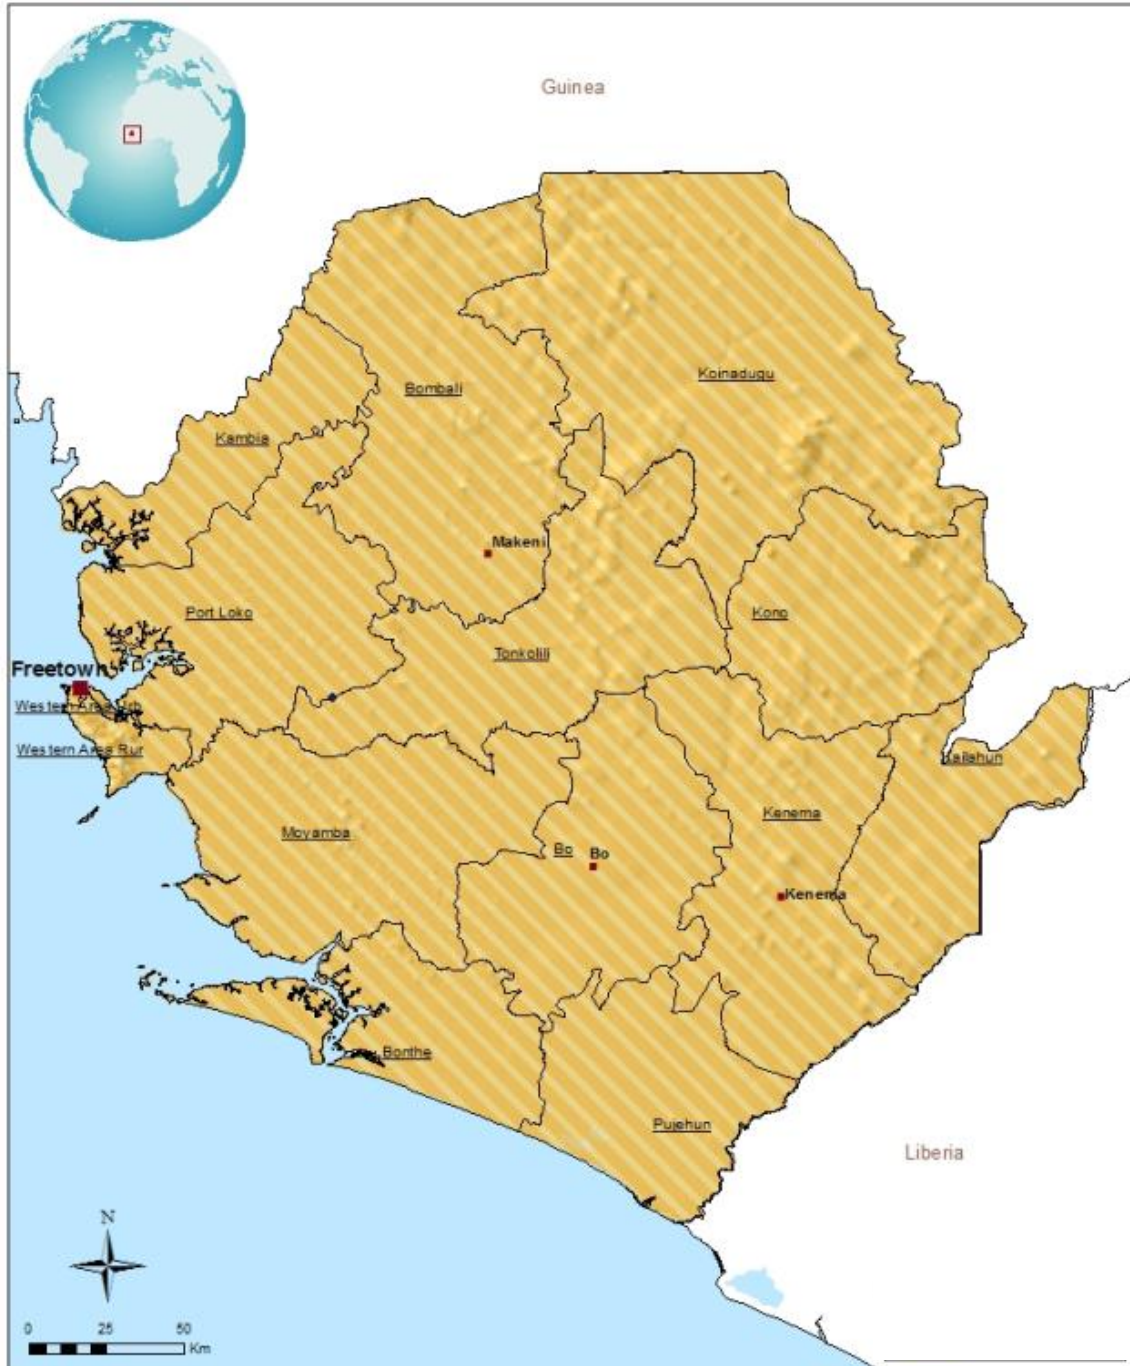 Guinea
Koinadugu
Bombali
Kambia
Makeni
Port Loko
Kono
Tonkolili
Freetown
Western Area Urb
Western Area Rur
Kailahun
Kenema
Moyamba
Bo
Bo
Kenema
Bonthe
Pujehun
Liberia
N
0 25 50
Km